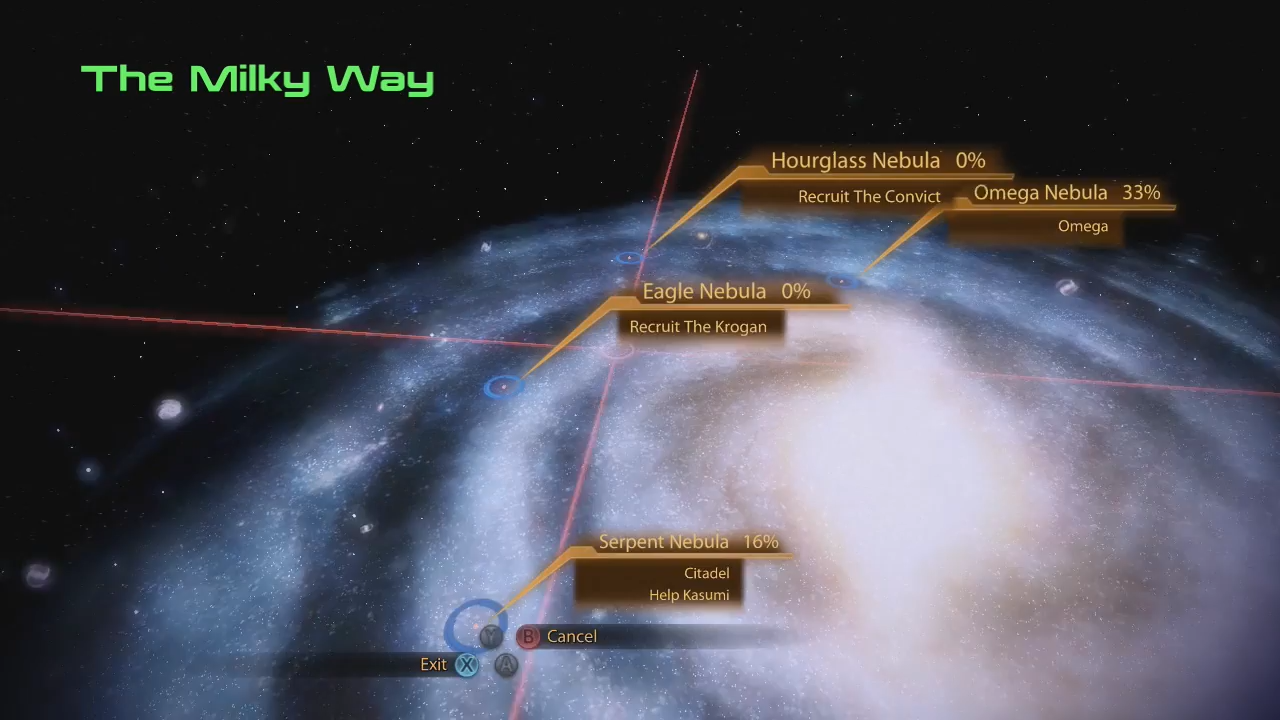 The Milky Way
Hourglass Nebula 0%
Recruit The Convict
Omega Nebula 33%
Omega
Eagle Nebula 0%
Recruit The Krogan
Serpent Nebula 16%
Citadel
Help Kasumi
Y
B Cancel
Exit X
A